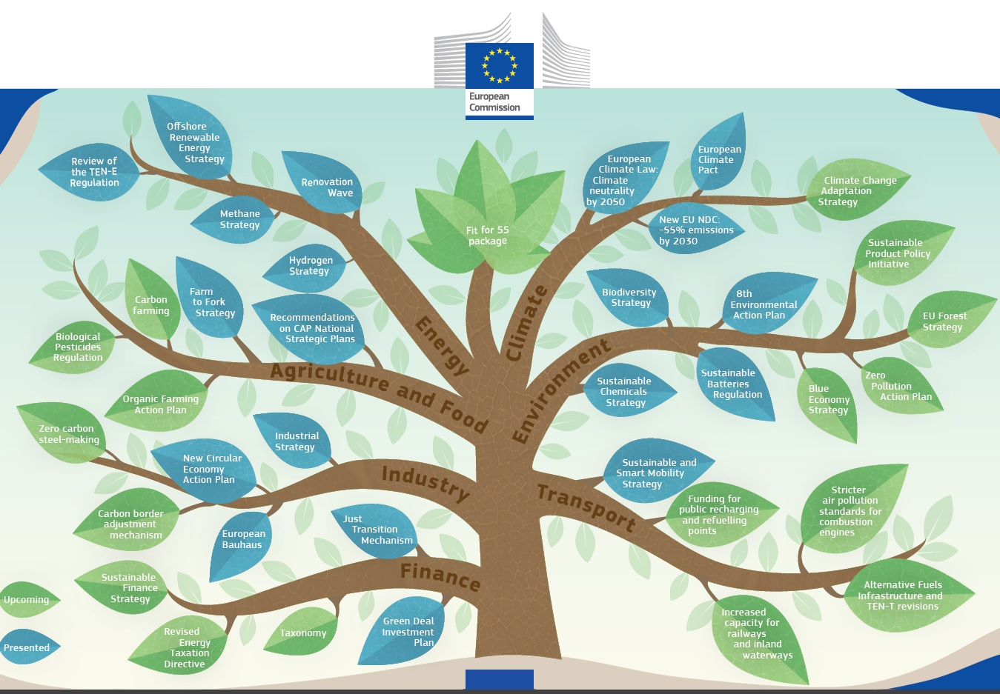 European
Commission
Offshore
Renewable
Energy
Strategy
Review of
the TEN-E
Regulation
Renovation
Wave
Methane
Strategy
Hydrogen
Strategy
Energy
Fit for 55
package
European
Climate Law:
Climate
neutrality
by 2050
European
Climate
Pact
Climate Change
Adaptation
Strategy
New EU NDC:
-55% emissions
by 2030
Climate
Carbon
farming
Farm
to Fork
Strategy
Recommendations
on CAP National
Strategic Plans
Biological
Pesticides
Regulation
Organic Farming
Action Plan
Agriculture and Food
Sustainable
Product Policy
Initiative
Biodiversity
Strategy
8th
Environmental
Action Plan
EU Forest
Strategy
Sustainable
Chemicals
Strategy
Sustainable
Batteries
Regulation
Blue
Economy
Strategy
Zero
Pollution
Action Plan
Environment
Zero carbon
steel-making
New Circular
Economy
Action Plan
Industrial
Strategy
Carbon border
adjustment
mechanism
European
Bauhaus
Industry
Sustainable and
Smart Mobility
Strategy
Funding for
public recharging
and refuelling
points
Stricter
air pollution
standards for
combustion
engines
Alternative Fuels
Infrastructure and
TEN-T revisions
Increased
capacity for
railways
and inland
waterways
Transport
Just
Transition
Mechanism
Sustainable
Finance
Strategy
Revised
Energy
Taxation
Directive
Taxonomy
Green Deal
Investment
Plan
Finance
Upcoming
Presented